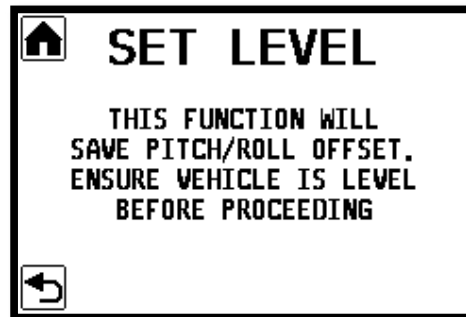 SET LEVEL
THIS FUNCTION WILL
SAVE PITCH/ROLL OFFSET.
ENSURE VEHICLE IS LEVEL
BEFORE PROCEEDING